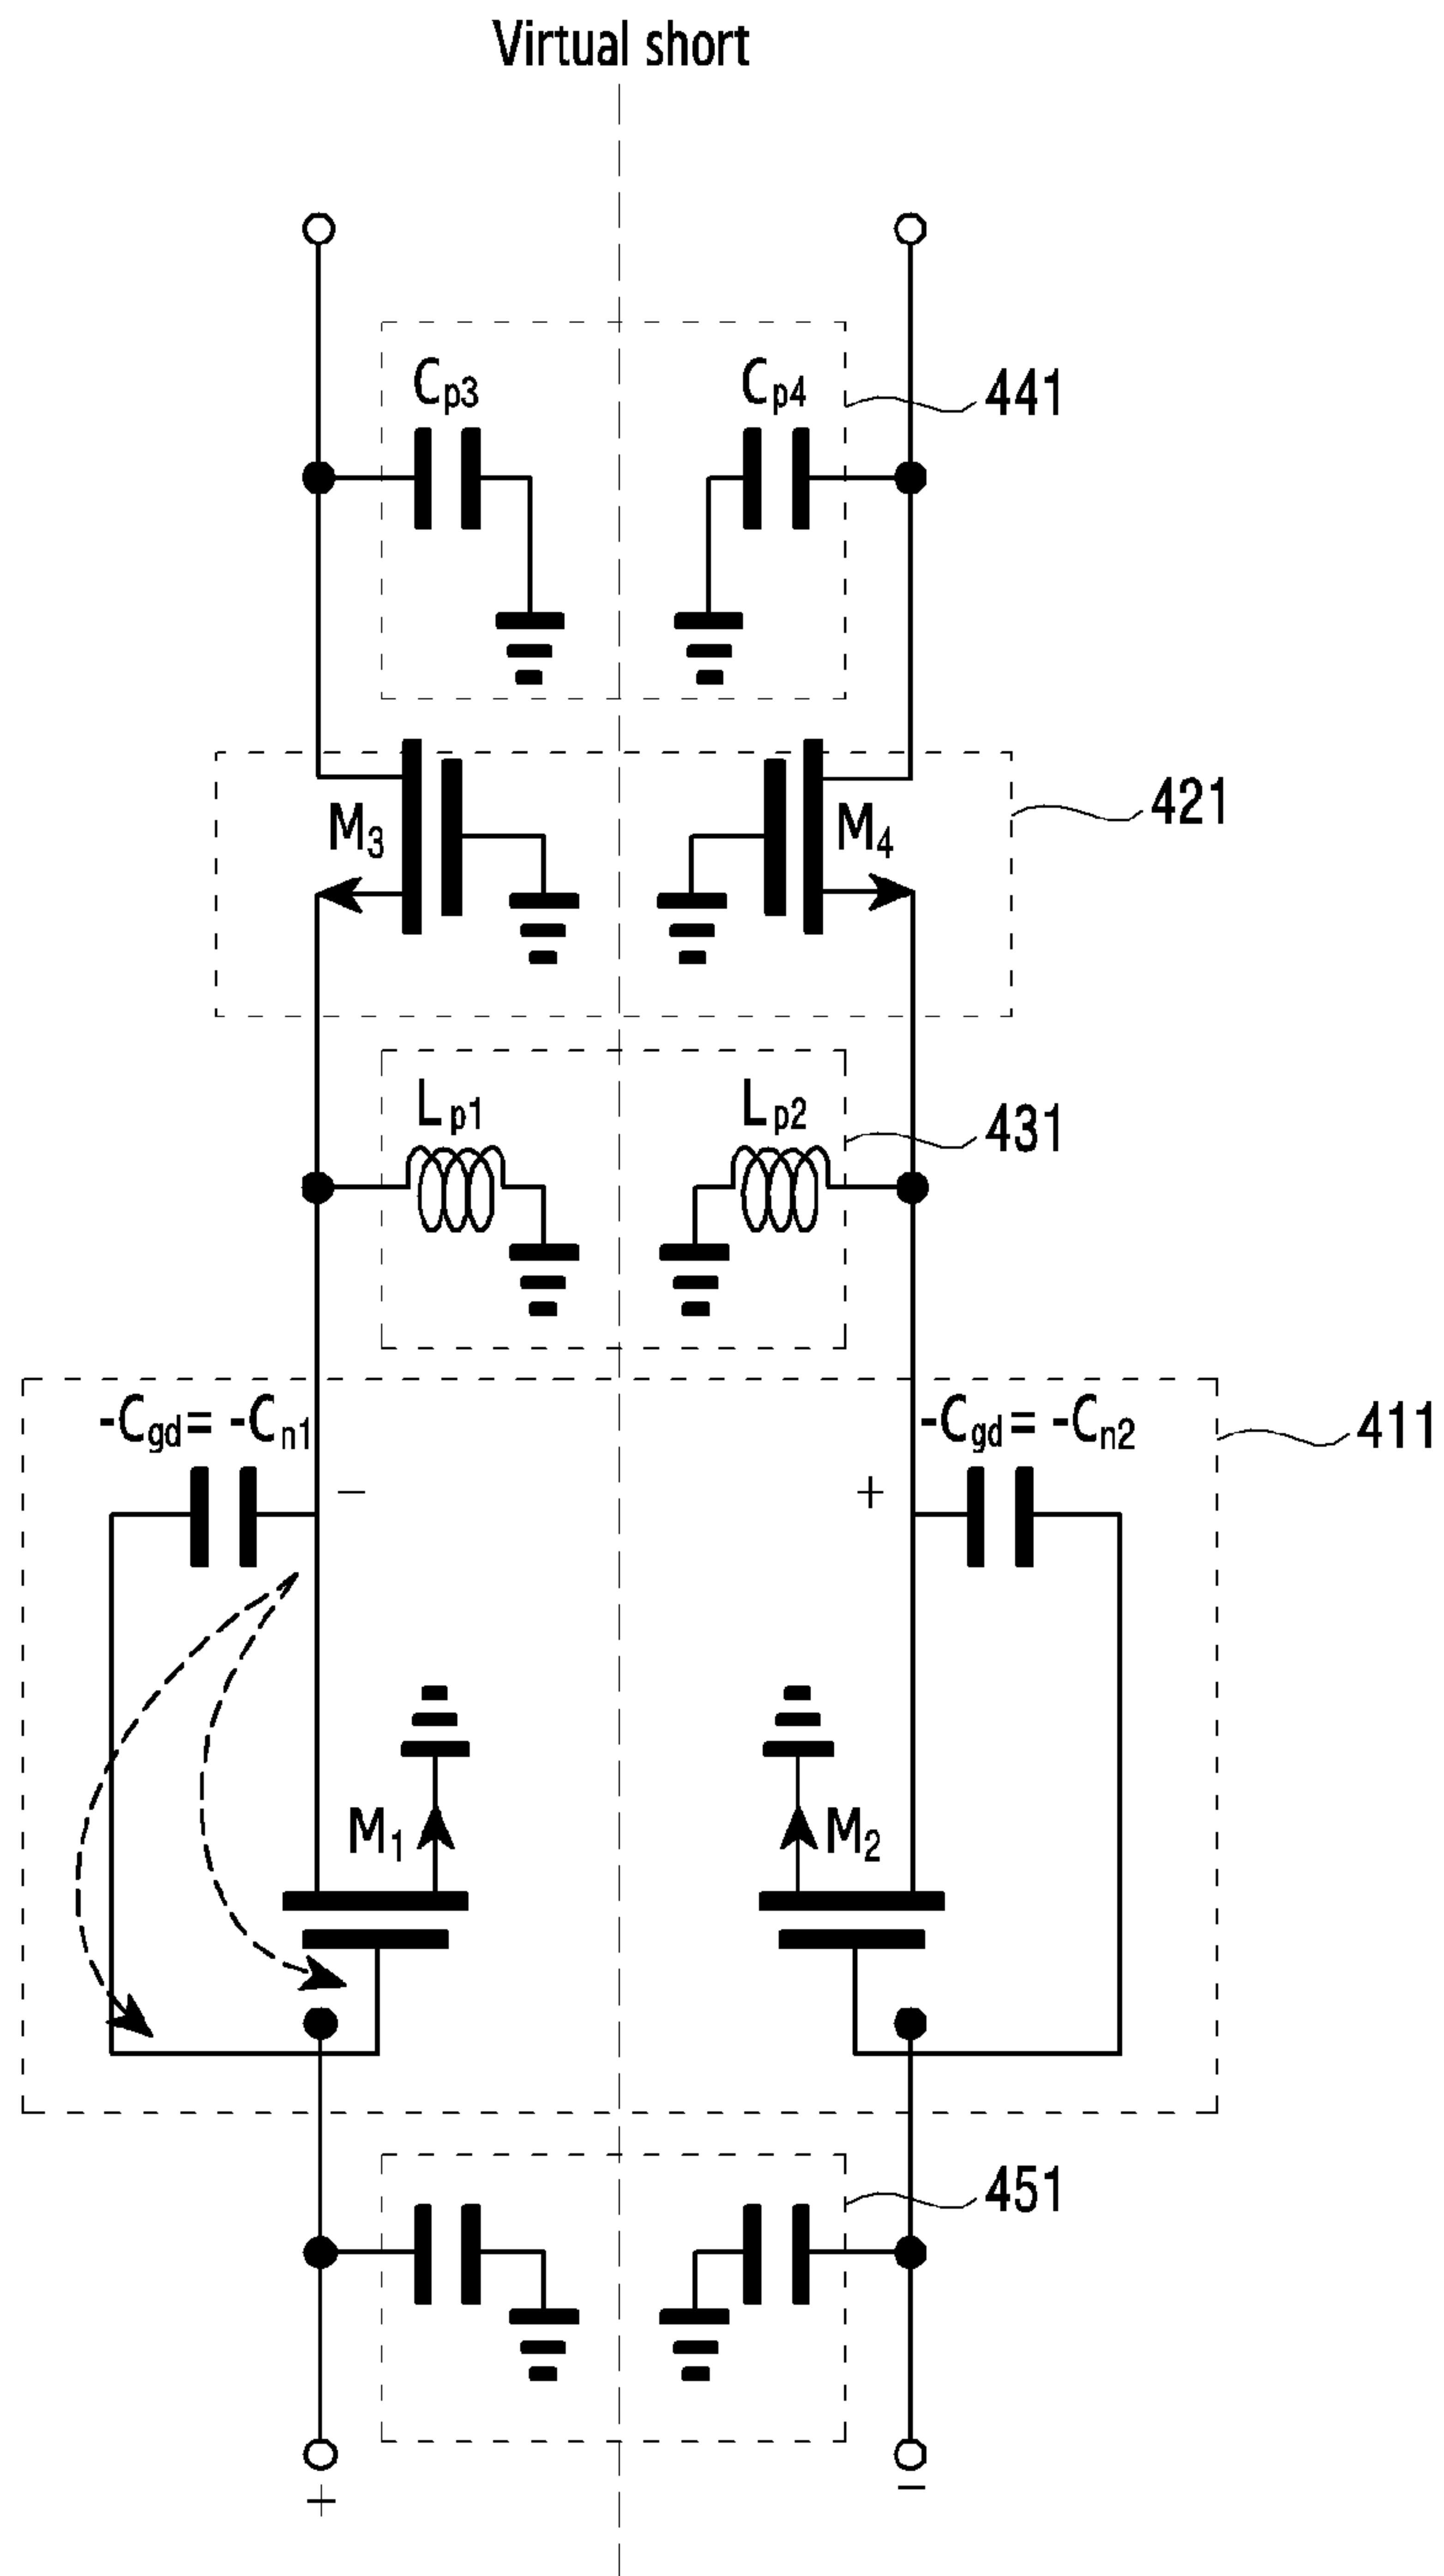 Virtual short
Cp3
Cp4
441
M3
M4
421
Lp1
Lp2
431
-Cgd= -Cn1
-Cgd= -Cn2
411
− +
M1
M2
451
+ −